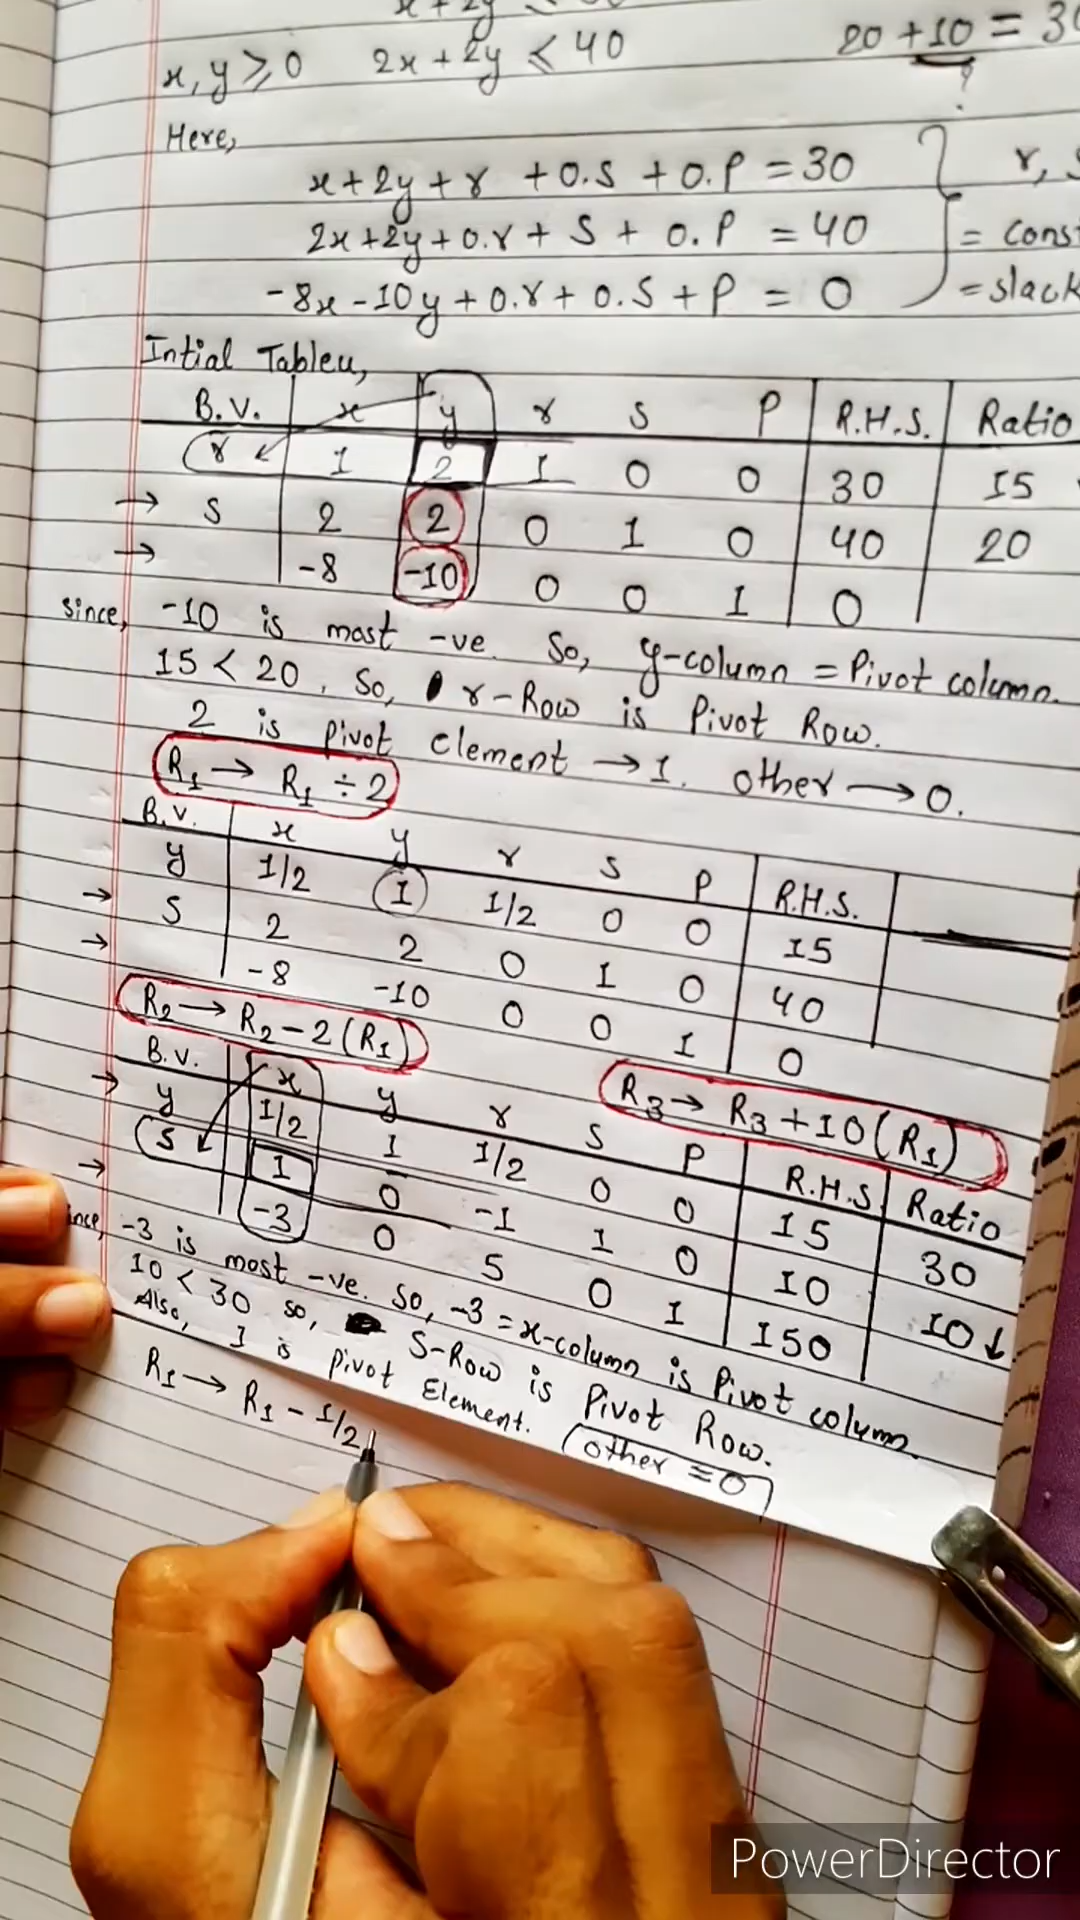 x, y ≥ 0 2x + 2y < 40 20 + 10 = 30
?
Here,
x + 2y + r + 0.s + 0.P = 30
2x + 2y + 0.r + s + 0.P = 40
-8x - 10y + 0.r + 0.s + P = 0
r, s
= const
= slack
Intial Tableu,
B.V. x y r s P R.H.S. Ratio
r 1 2 1 0 0 30 15
→ s 2 2 0 1 0 40 20
→ -8 -10 0 0 1 0
since, -10 is most -ve. So, y-column = Pivot column.
15 < 20, So, r-Row is Pivot Row.
2 is pivot element → 1. other → 0.
R1 → R1 ÷ 2
B.V. x y r s P R.H.S.
y 1/2 1 1/2 0 0 15
→ s 2 2 0 1 0 40
→ -8 -10 0 0 1 0
R2 → R2 - 2(R1)
R3 → R3 + 10(R1)
B.V. x y r s P R.H.S Ratio
→ y 1/2 1 1/2 0 0 15 30
s 1 0 -1 1 0 10 10↓
→ -3 0 5 0 1 150
ince, -3 is most -ve. So, -3 = x-column is Pivot column
10 < 30 so, S-Row is Pivot Row.
Also, 1 is pivot Element. (other = 0)
R1 → R1 - 1/2
PowerDirector